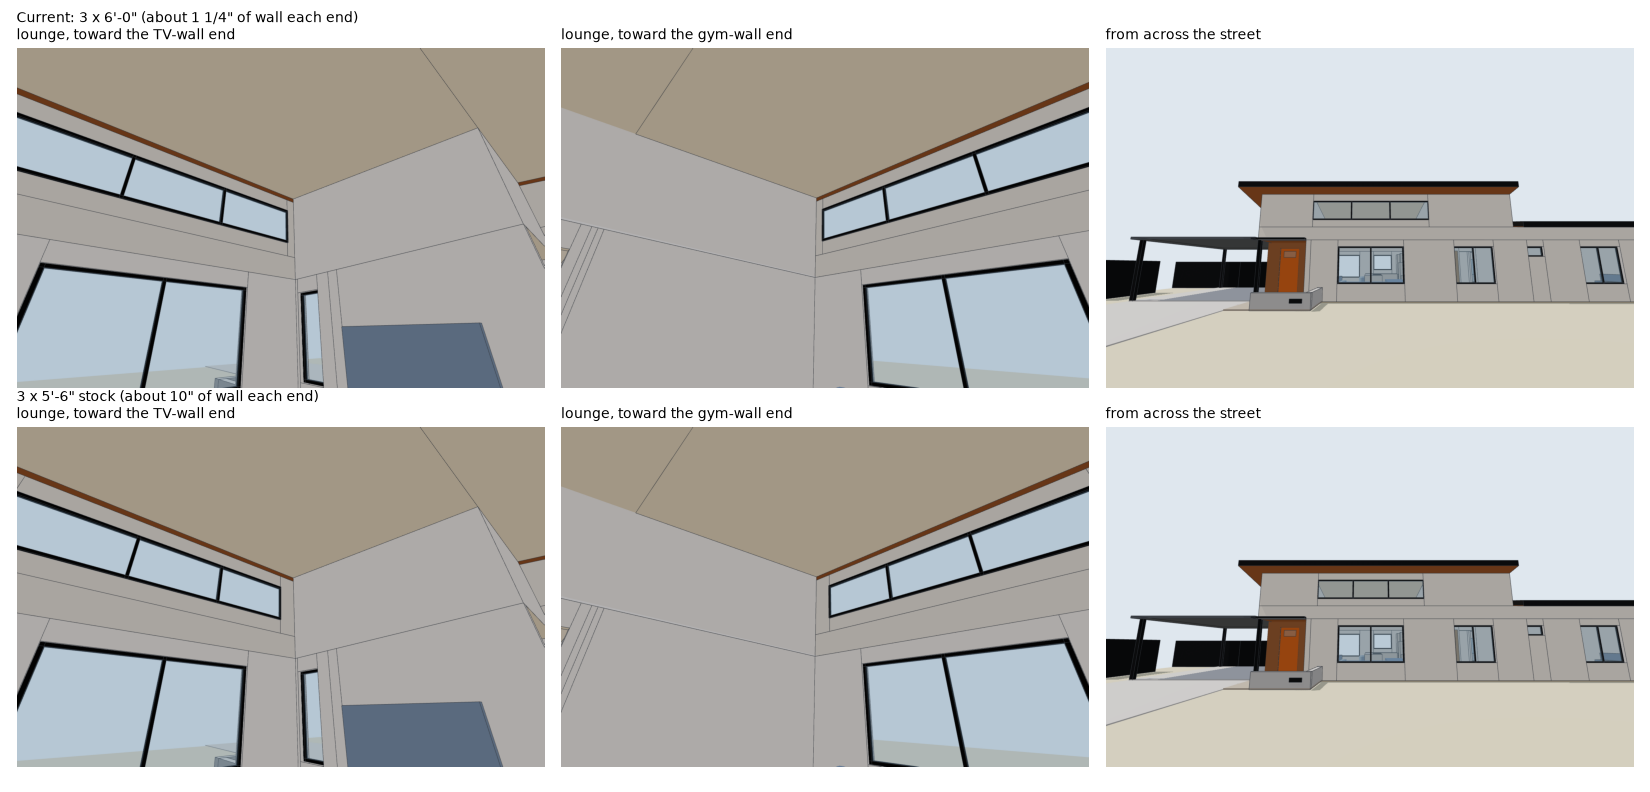 Current: 3 x 6'-0" (about 1 1/4" of wall each end)
lounge, toward the TV-wall end
lounge, toward the gym-wall end
from across the street
3 x 5'-6" stock (about 10" of wall each end)
lounge, toward the TV-wall end
lounge, toward the gym-wall end
from across the street